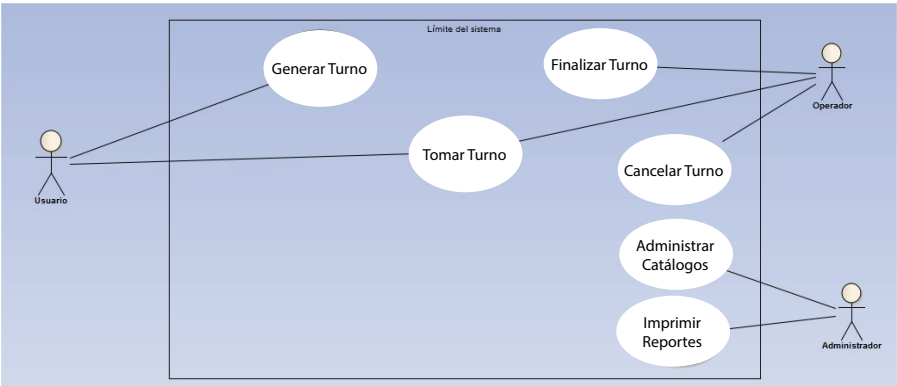 Límite del sistema
Generar Turno
Finalizar Turno
Operador
Tomar Turno
Cancelar Turno
Usuario
Administrar
Catálogos
Imprimir
Reportes
Administrador